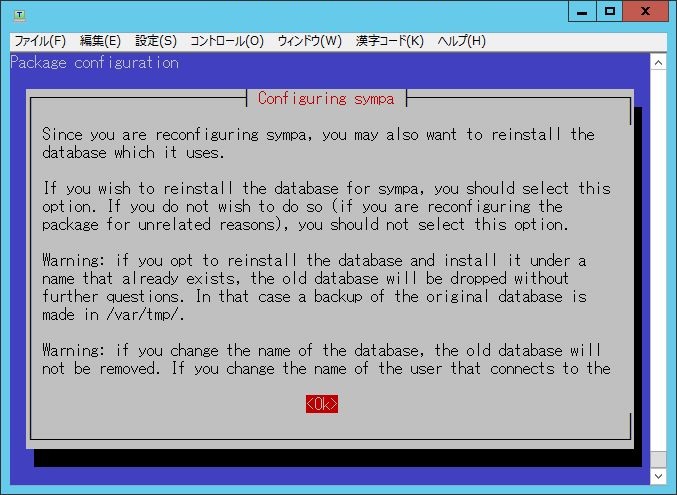 ファイル(F) 編集(E) 設定(S) コントロール(O) ウィンドウ(W) 漢字コード(K) ヘルプ(H)
Package configuration
Configuring sympa
Since you are reconfiguring sympa, you may also want to reinstall the
database which it uses.
If you wish to reinstall the database for sympa, you should select this
option. If you do not wish to do so (if you are reconfiguring the
package for unrelated reasons), you should not select this option.
Warning: if you opt to reinstall the database and install it under a
name that already exists, the old database will be dropped without
further questions. In that case a backup of the original database is
made in /var/tmp/.
Warning: if you change the name of the database, the old database will
not be removed. If you change the name of the user that connects to the
<Ok>